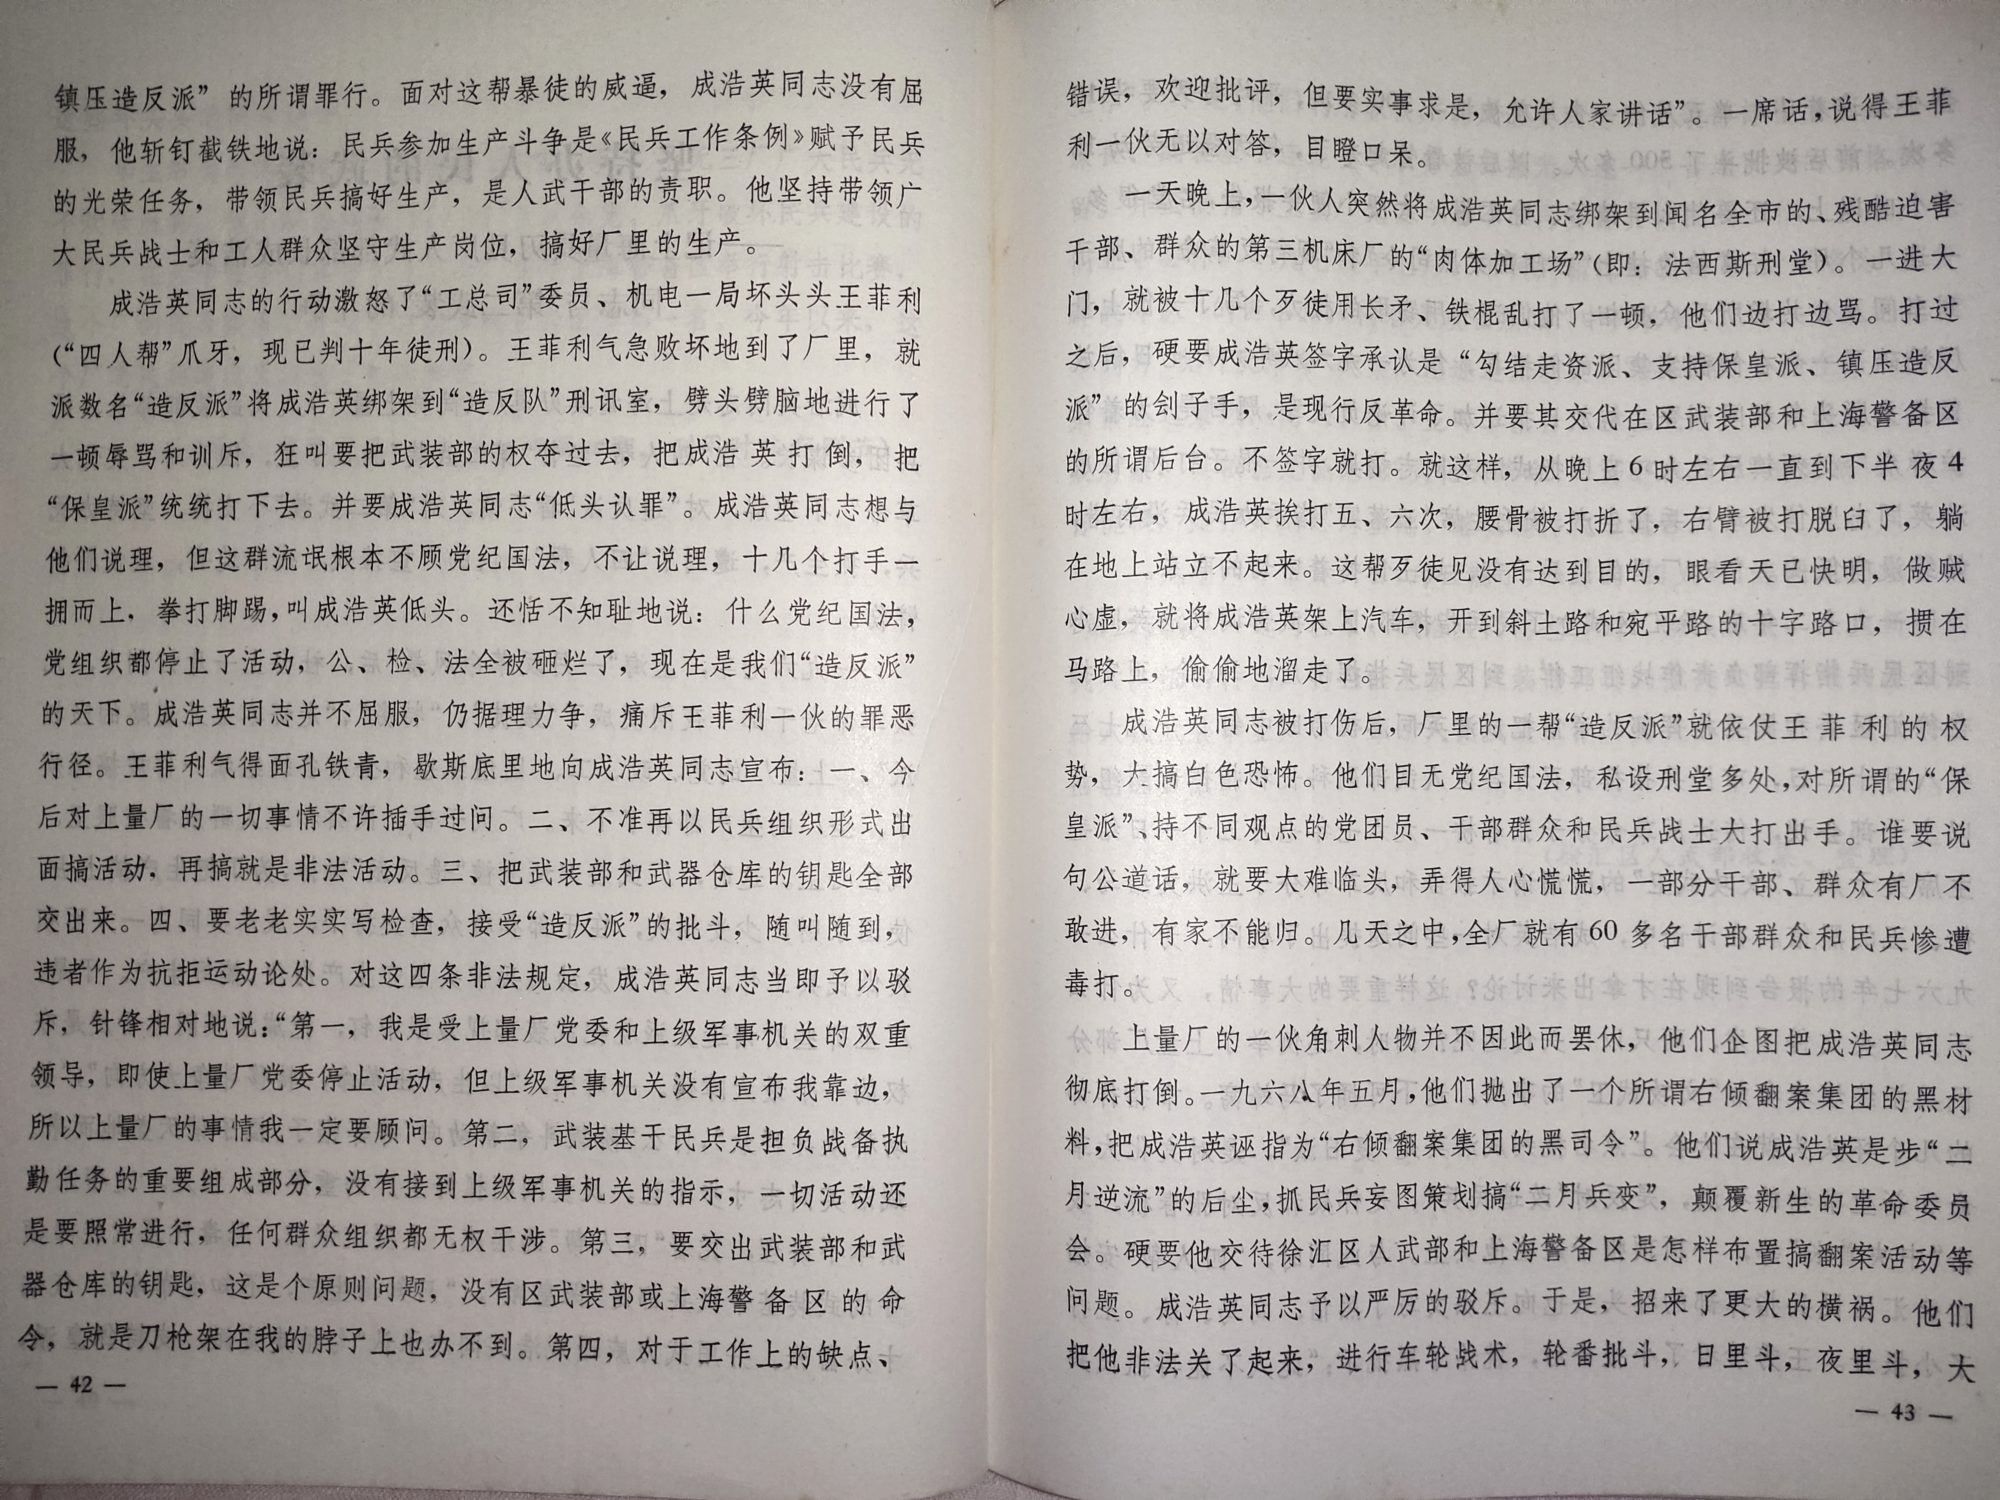 镇压造反派”的所谓罪行。面对这帮暴徒的威逼，成浩英同志没有屈
服，他斩钉截铁地说：民兵参加生产斗争是《民兵工作条例》赋予民兵
的光荣任务，带领民兵搞好生产，是人武干部的责职。他坚持带领广
大民兵战士和工人群众坚守生产岗位，搞好厂里的生产。
成浩英同志的行动激怒了“工总司”委员、机电一局坏头头王菲利
（“四人帮”爪牙，现已判十年徒刑）。王菲利气急败坏地到了厂里，就
派数名“造反派”将成浩英绑架到“造反队”刑讯室，劈头劈脑地进行了
一顿辱骂和训斥，狂叫要把武装部的权夺过去，把成浩英打倒，把
“保皇派”统统打下去。并要成浩英同志“低头认罪”。成浩英同志想与
他们说理，但这群流氓根本不顾党纪国法，不让说理，十几个打手一
拥而上，拳打脚踢，叫成浩英低头。还恬不知耻地说：什么党纪国法，
党组织都停止了活动，公、检、法全被砸烂了，现在是我们“造反派”
的天下。成浩英同志并不屈服，仍据理力争，痛斥王菲利一伙的罪恶
行径。王菲利气得面孔铁青，歇斯底里地向成浩英同志宣布：一、今
后对上量厂的一切事情不许插手过问。二、不准再以民兵组织形式出
面搞活动，再搞就是非法活动。三、把武装部和武器仓库的钥匙全部
交出来。四、要老老实实写检查，接受“造反派”的批斗，随叫随到，
违者作为抗拒运动论处。对这四条非法规定，成浩英同志当即予以驳
斥，针锋相对地说：“第一，我是受上量厂党委和上级军事机关的双重
领导，即使上量厂党委停止活动，但上级军事机关没有宣布我靠边，
所以上量厂的事情我一定要顾问。第二，武装基干民兵是担负战备执
勤任务的重要组成部分，没有接到上级军事机关的指示，一切活动还
是要照常进行，任何群众组织都无权干涉。第三，要交出武装部和武
器仓库的钥匙，这是个原则问题，没有区武装部或上海警备区的命
令，就是刀枪架在我的脖子上也办不到。第四，对于工作上的缺点、
— 42 —
错误，欢迎批评，但要实事求是，允许人家讲话”。一席话，说得王菲
利一伙无以对答，目瞪口呆。
一天晚上，一伙人突然将成浩英同志绑架到闻名全市的、残酷迫害
干部、群众的第三机床厂的“肉体加工场”（即：法西斯刑堂）。一进大
门，就被十几个歹徒用长矛、铁棍乱打了一顿，他们边打边骂。打过
之后，硬要成浩英签字承认是“勾结走资派、支持保皇派、镇压造反
派”的刽子手，是现行反革命。并要其交代在区武装部和上海警备区
的所谓后台。不签字就打。就这样，从晚上6时左右一直到下半夜4
时左右，成浩英挨打五、六次，腰骨被打折了，右臂被打脱臼了，躺
在地上站立不起来。这帮歹徒见没有达到目的，眼看天已快明，做贼
心虚，就将成浩英架上汽车，开到斜土路和宛平路的十字路口，掼在
马路上，偷偷地溜走了。
成浩英同志被打伤后，厂里的一帮“造反派”就依仗王菲利的权
势，大搞白色恐怖。他们目无党纪国法，私设刑堂多处，对所谓的“保
皇派”、持不同观点的党团员、干部群众和民兵战士大打出手。谁要说
句公道话，就要大难临头，弄得人心慌慌，一部分干部、群众有厂不
敢进，有家不能归。几天之中，全厂就有60多名干部群众和民兵惨遭
毒打。
上量厂的一伙角刺人物并不因此而罢休，他们企图把成浩英同志
彻底打倒。一九六八年五月，他们抛出了一个所谓右倾翻案集团的黑材
料，把成浩英诬指为“右倾翻案集团的黑司令”。他们说成浩英是步“二
月逆流”的后尘，抓民兵妄图策划搞“二月兵变”，颠覆新生的革命委员
会。硬要他交待徐汇区人武部和上海警备区是怎样布置搞翻案活动等
问题。成浩英同志予以严厉的驳斥。于是，招来了更大的横祸。他们
把他非法关了起来，进行车轮战术，轮番批斗，日里斗，夜里斗，大
— 43 —